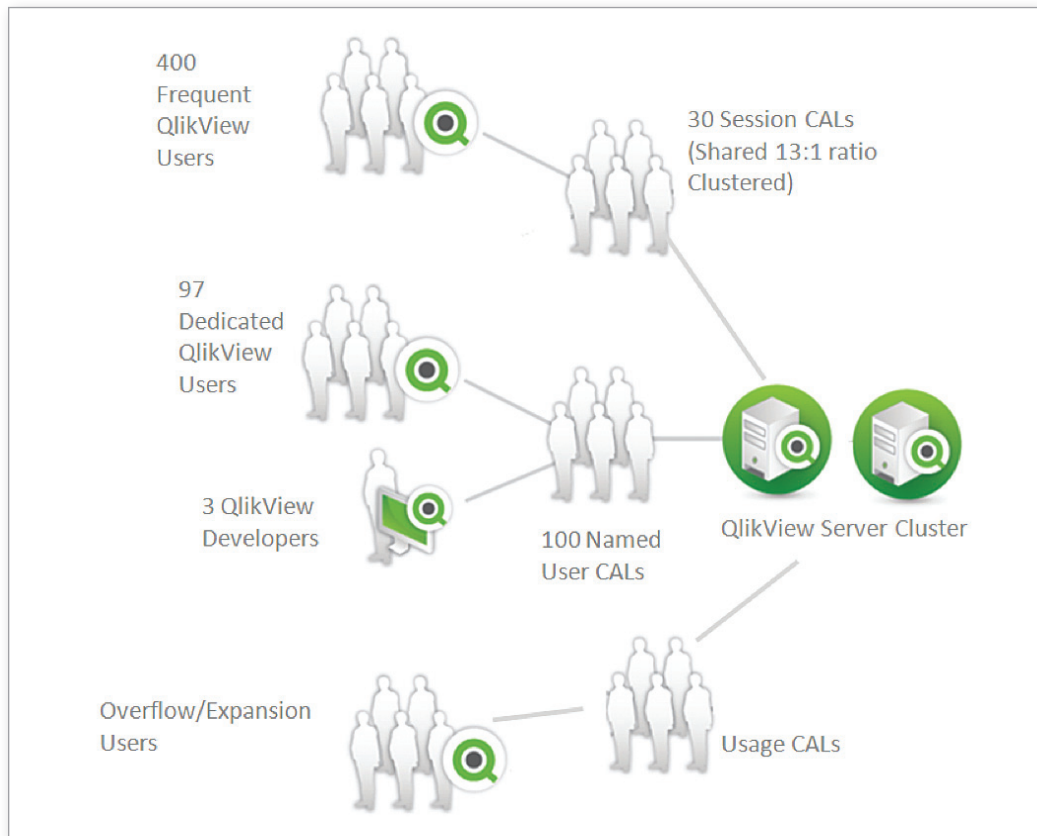 400
Frequent
QlikView
Users
30 Session CALs
(Shared 13:1 ratio
Clustered)
97
Dedicated
QlikView
Users
3 QlikView
Developers
100 Named
User CALs
QlikView Server Cluster
Overflow/Expansion
Users
Usage CALs